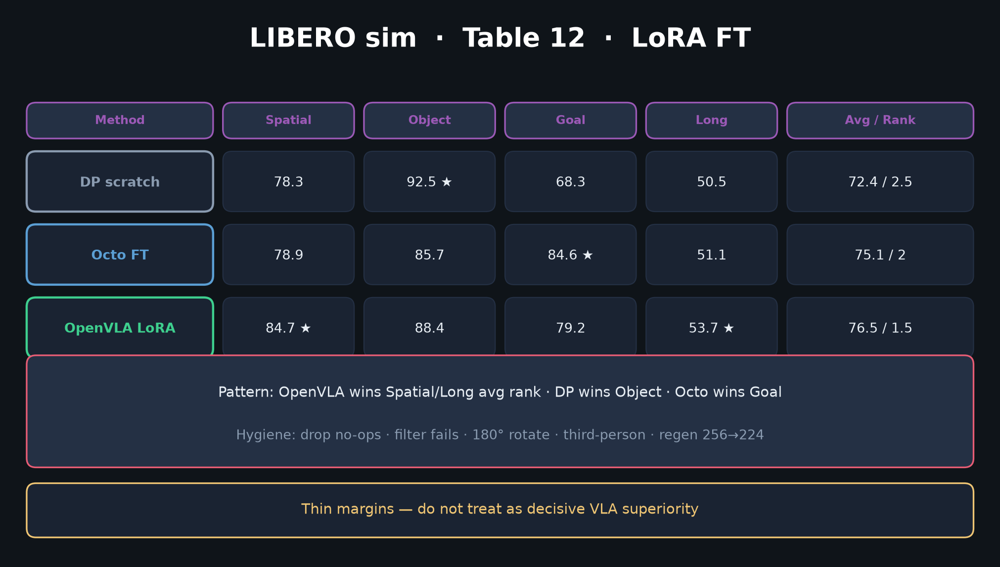 LIBERO sim · Table 12 · LoRA FT
Method Spatial Object Goal Long Avg / Rank
DP scratch 78.3 92.5 ★ 68.3 50.5 72.4 / 2.5
Octo FT 78.9 85.7 84.6 ★ 51.1 75.1 / 2
OpenVLA LoRA 84.7 ★ 88.4 79.2 53.7 ★ 76.5 / 1.5
Pattern: OpenVLA wins Spatial/Long avg rank · DP wins Object · Octo wins Goal
Hygiene: drop no-ops · filter fails · 180° rotate · third-person · regen 256→224
Thin margins — do not treat as decisive VLA superiority